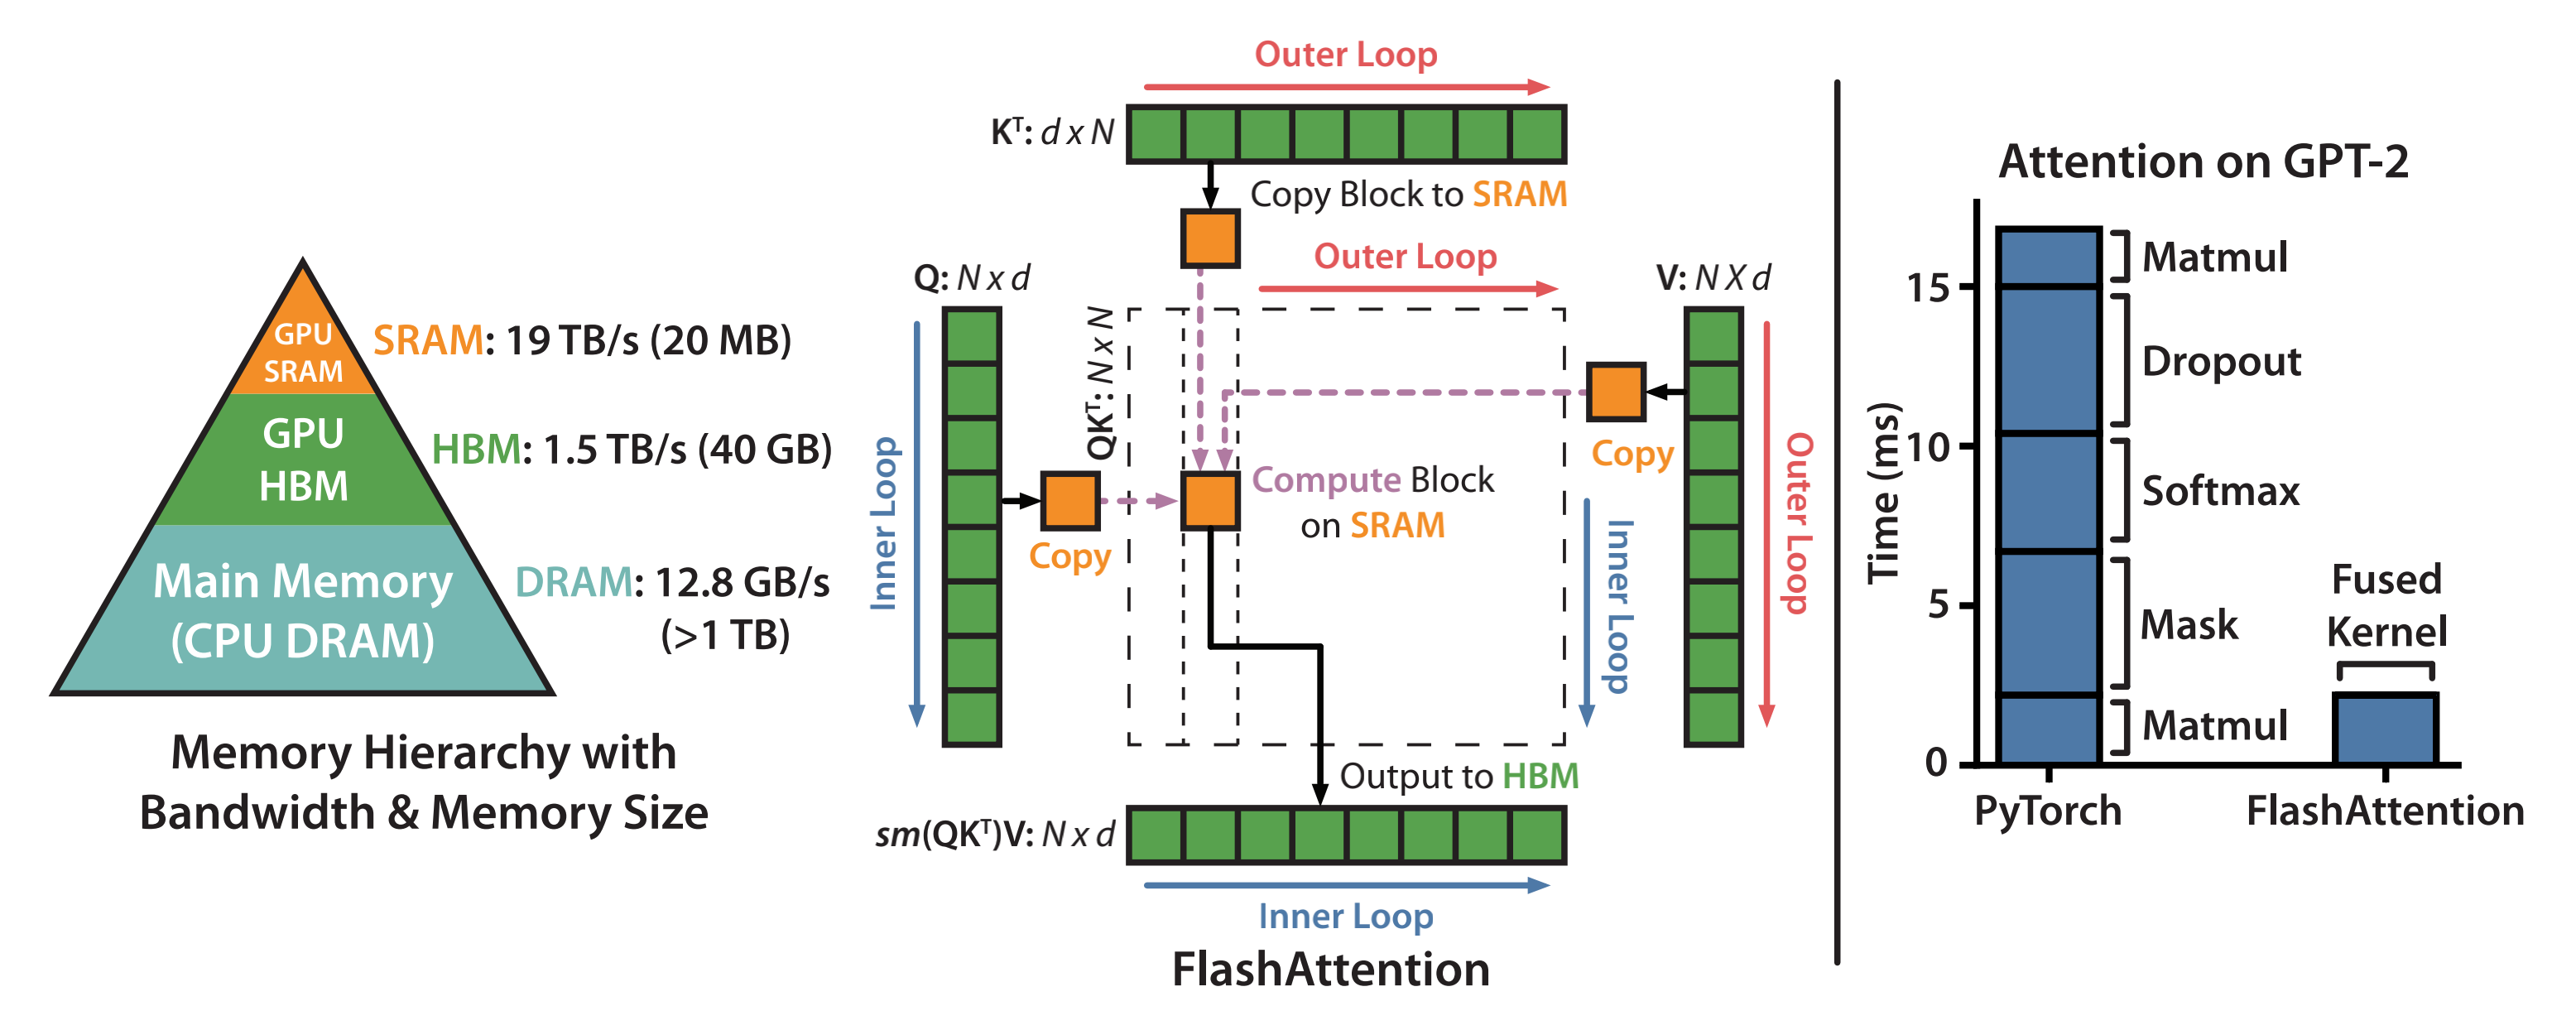 GPU
SRAM
SRAM: 19 TB/s (20 MB)
GPU
HBM
HBM: 1.5 TB/s (40 GB)
Main Memory
(CPU DRAM)
DRAM: 12.8 GB/s
(>1 TB)
Memory Hierarchy with
Bandwidth & Memory Size
Outer Loop
Kᵀ: d x N
Copy Block to SRAM
Outer Loop
Q: N x d
V: N X d
QKᵀ: N x N
Inner Loop
Copy
Compute Block
on SRAM
Copy
Inner Loop
Outer Loop
Output to HBM
sm(QKᵀ)V: N x d
Inner Loop
FlashAttention
Attention on GPT-2
Time (ms)
15
10
5
0
Matmul
Dropout
Softmax
Mask
Matmul
Fused
Kernel
PyTorch
FlashAttention